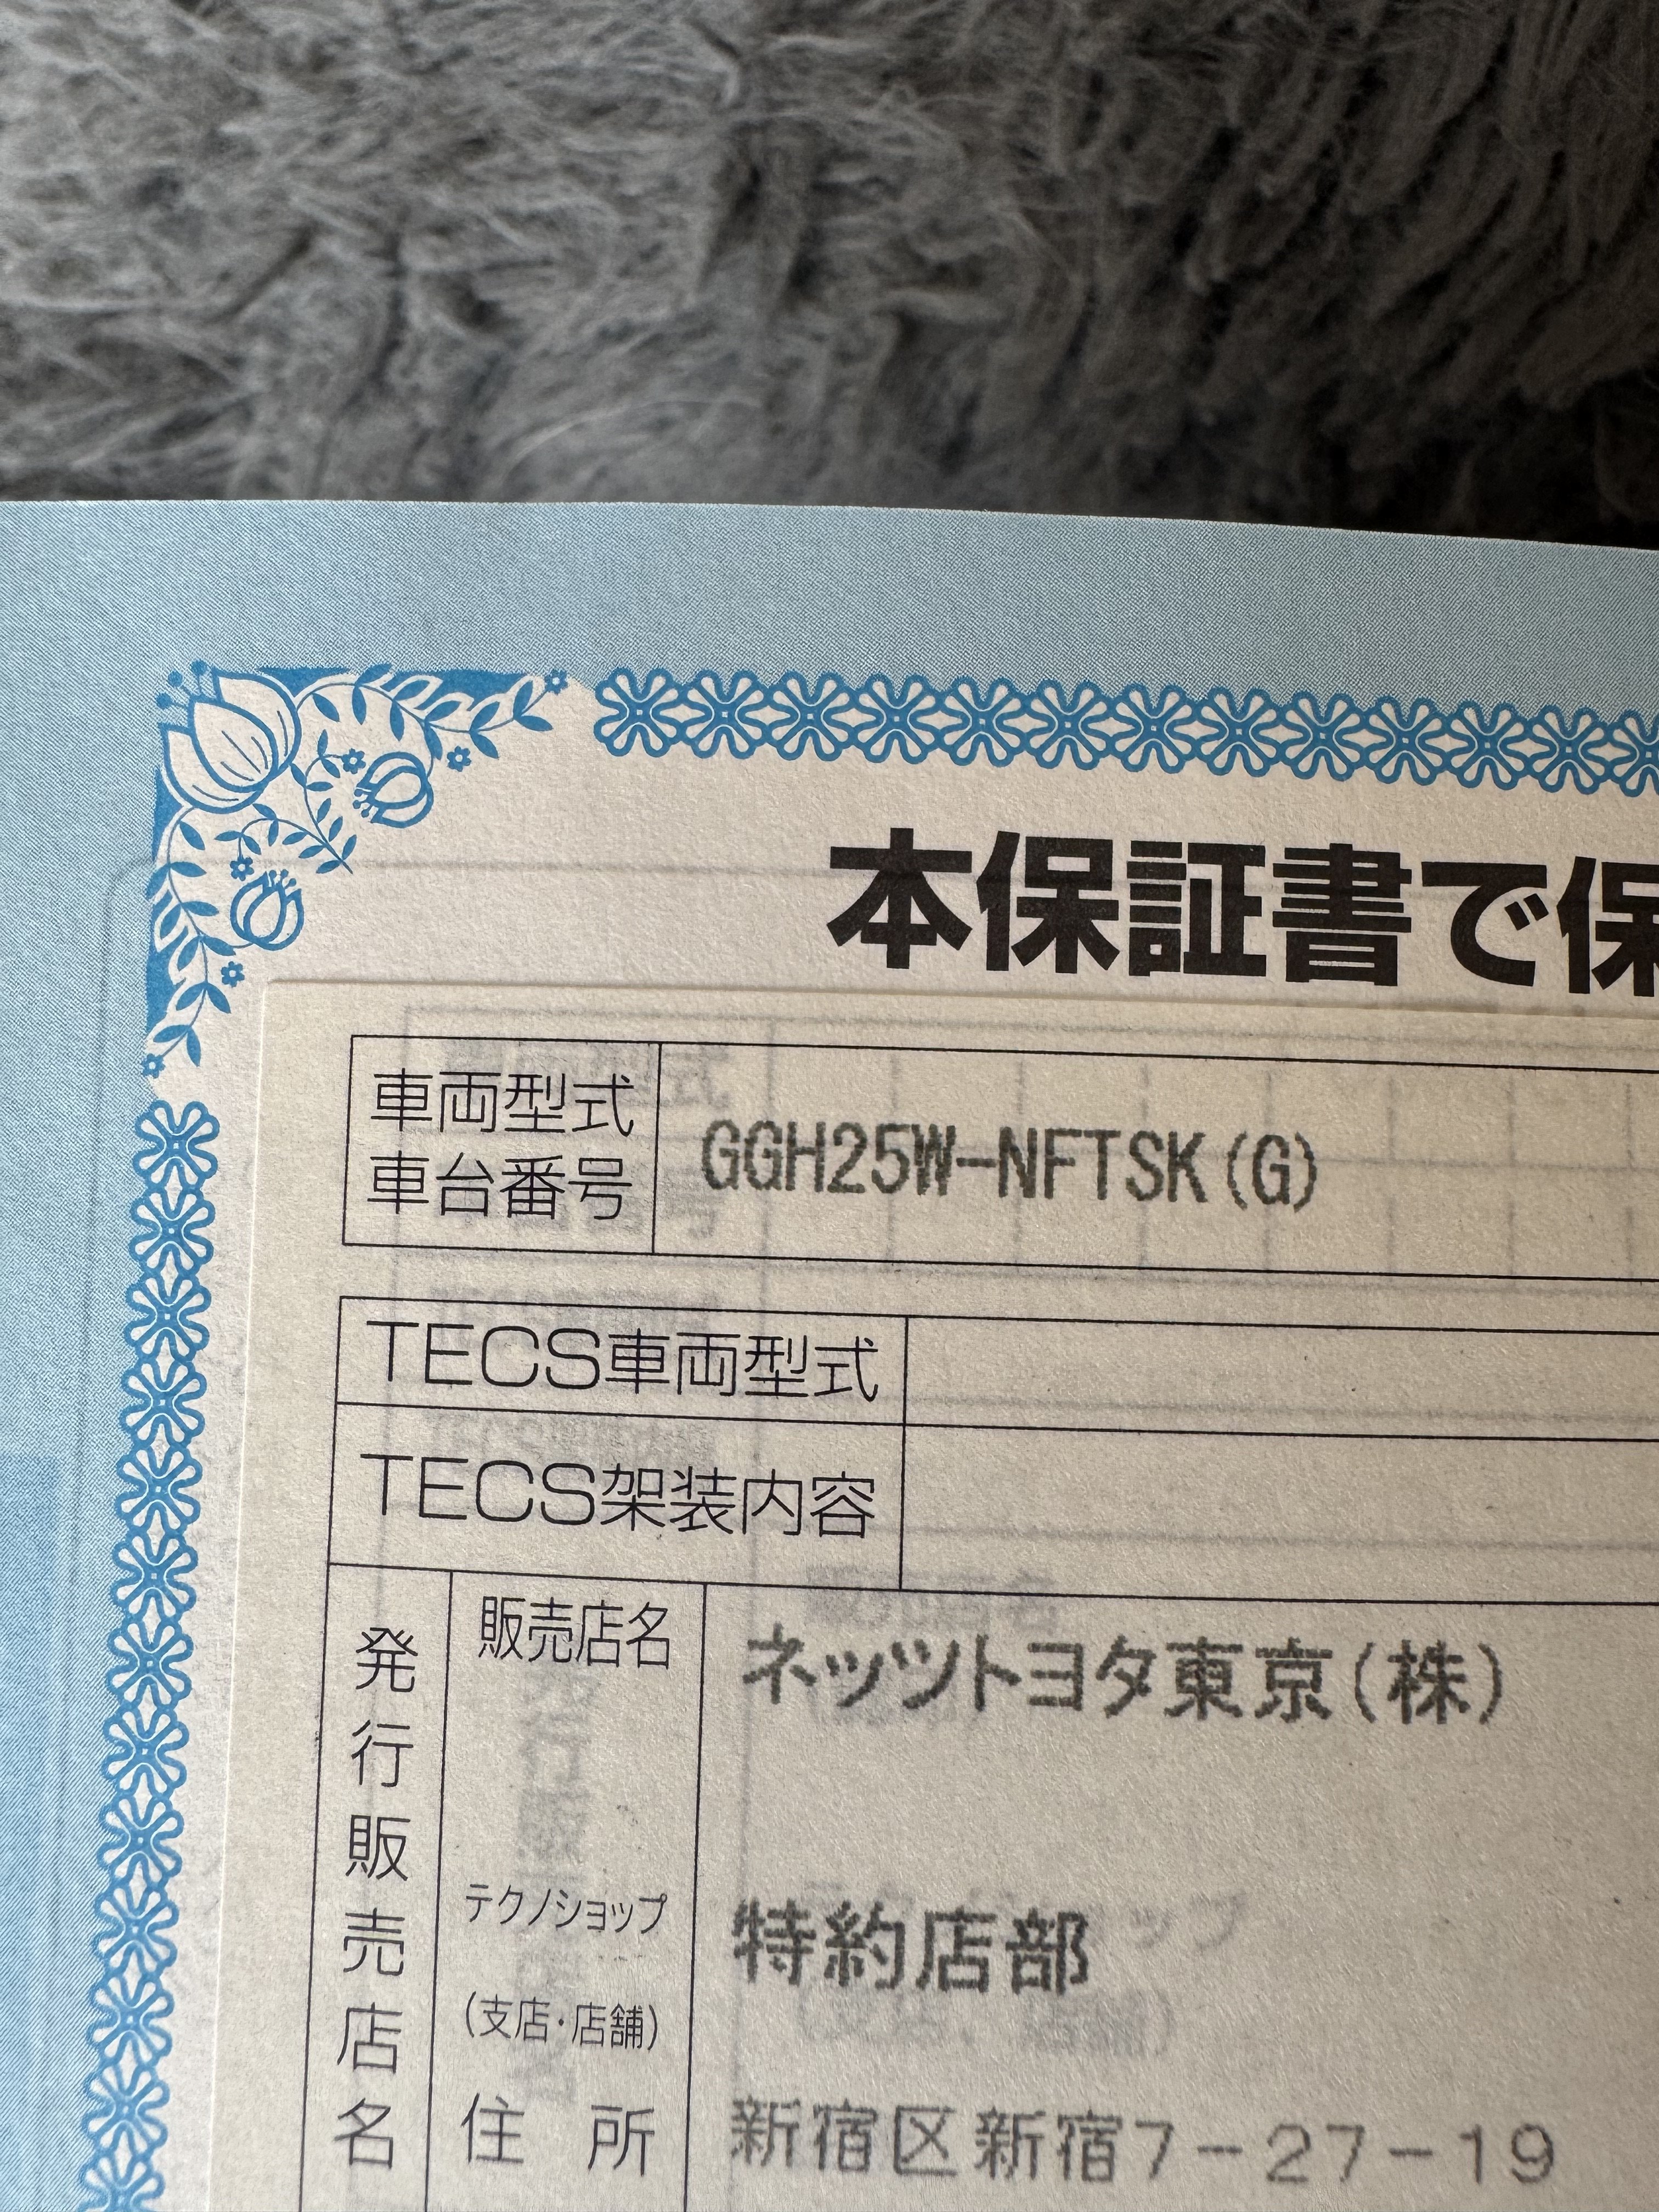 本保証書で保
車両型式
車台番号
GGH25W-NFTSK(G)
TECS車両型式
TECS架装内容
発行販売店名
販売店名
ネッツトヨタ東京(株)
テクノショップ
(支店・店舗)
特約店部
住 所
新宿区新宿7-27-19